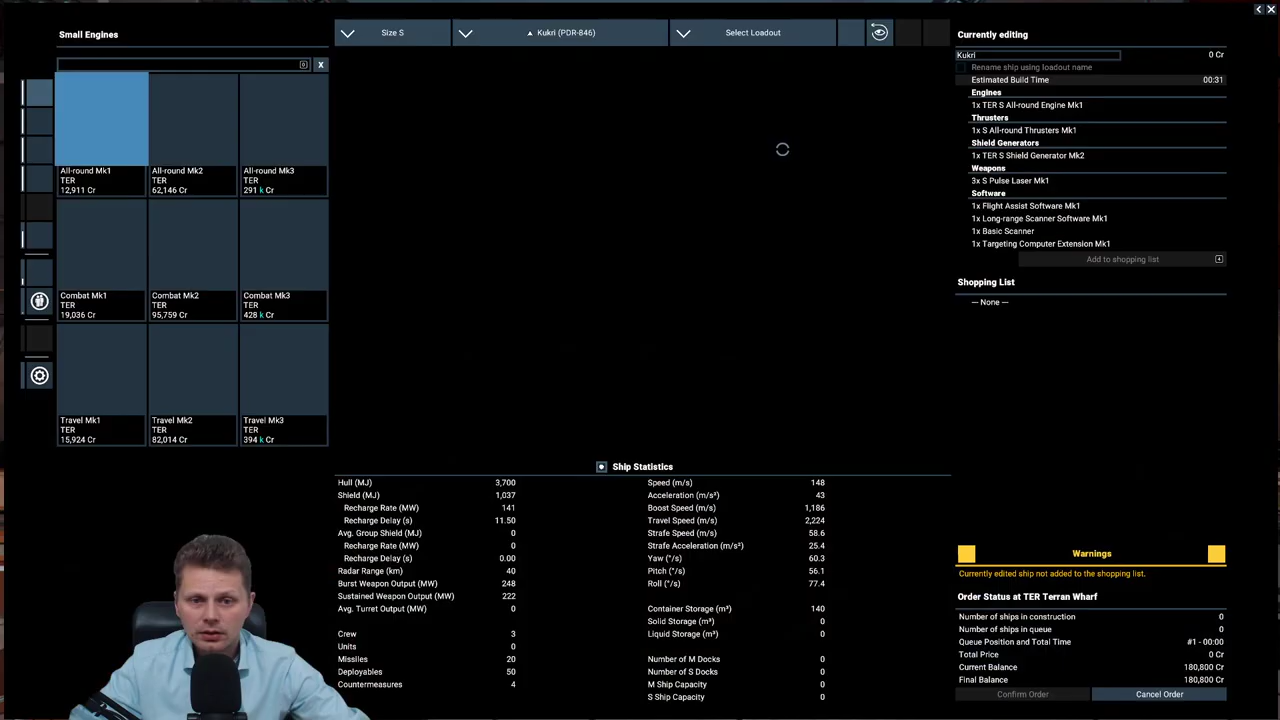 Small Engines
x
All-round Mk1
TER
12,911 Cr
All-round Mk2
TER
62,146 Cr
All-round Mk3
TER
291 k Cr
Combat Mk1
TER
19,036 Cr
Combat Mk2
TER
95,759 Cr
Combat Mk3
TER
428 k Cr
Travel Mk1
TER
15,924 Cr
Travel Mk2
TER
82,014 Cr
Travel Mk3
TER
394 k Cr
Size S
Kukri (PDR-846)
Select Loadout
Ship Statistics
Hull (MJ) 3,700
Shield (MJ) 1,037
Recharge Rate (MW) 141
Recharge Delay (s) 11.50
Avg. Group Shield (MJ) 0
Recharge Rate (MW) 0
Recharge Delay (s) 0.00
Radar Range (km) 40
Burst Weapon Output (MW) 248
Sustained Weapon Output (MW) 222
Avg. Turret Output (MW) 0
Crew 3
Units 0
Missiles 20
Deployables 50
Countermeasures 4
Speed (m/s) 148
Acceleration (m/s²) 43
Boost Speed (m/s) 1,186
Travel Speed (m/s) 2,224
Strafe Speed (m/s) 58.6
Strafe Acceleration (m/s²) 25.4
Yaw (°/s) 60.3
Pitch (°/s) 56.1
Roll (°/s) 77.4
Container Storage (m³) 140
Solid Storage (m³) 0
Liquid Storage (m³) 0
Number of M Docks 0
Number of S Docks 0
M Ship Capacity 0
S Ship Capacity 0
Currently editing
Kukri 0 Cr
Rename ship using loadout name
Estimated Build Time 00:31
Engines
1x TER S All-round Engine Mk1
Thrusters
1x S All-round Thrusters Mk1
Shield Generators
1x TER S Shield Generator Mk2
Weapons
3x S Pulse Laser Mk1
Software
1x Flight Assist Software Mk1
1x Long-range Scanner Software Mk1
1x Basic Scanner
1x Targeting Computer Extension Mk1
Add to shopping list
Shopping List
— None —
Warnings
Currently edited ship not added to the shopping list.
Order Status at TER Terran Wharf
Number of ships in construction 0
Number of ships in queue 0
Queue Position and Total Time #1 - 00:00
Total Price 0 Cr
Current Balance 180,800 Cr
Final Balance 180,800 Cr
Confirm Order
Cancel Order